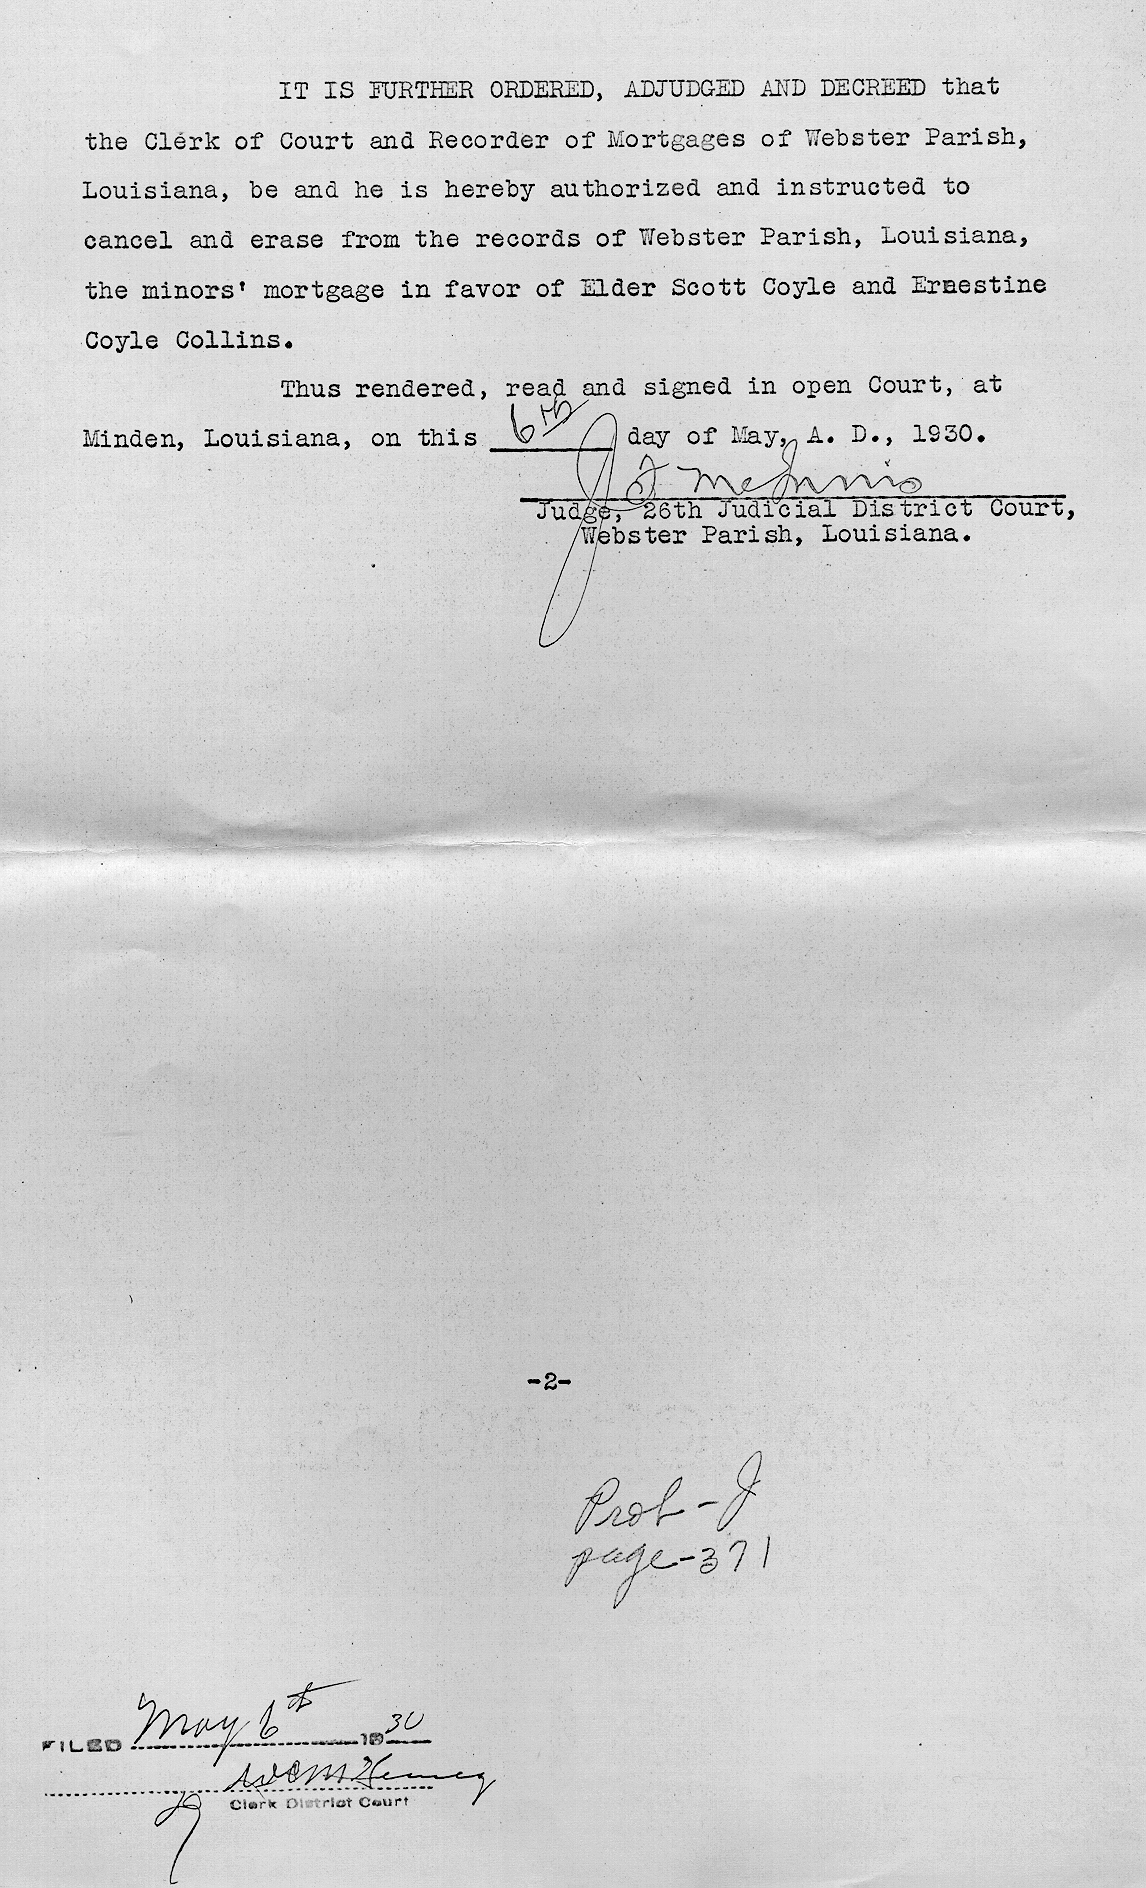 IT IS FURTHER ORDERED, ADJUDGED AND DECREED that
the Clerk of Court and Recorder of Mortgages of Webster Parish,
Louisiana, be and he is hereby authorized and instructed to
cancel and erase from the records of Webster Parish, Louisiana,
the minors' mortgage in favor of Elder Scott Coyle and Ernestine
Coyle Collins.
Thus rendered, read and signed in open Court, at
Minden, Louisiana, on this 6th day of May, A. D., 1930.
J F McInnis
Judge, 26th Judicial District Court,
Webster Parish, Louisiana.
-2-
Prob - J
page - 371
FILED May 6th 1930
Clerk District Court